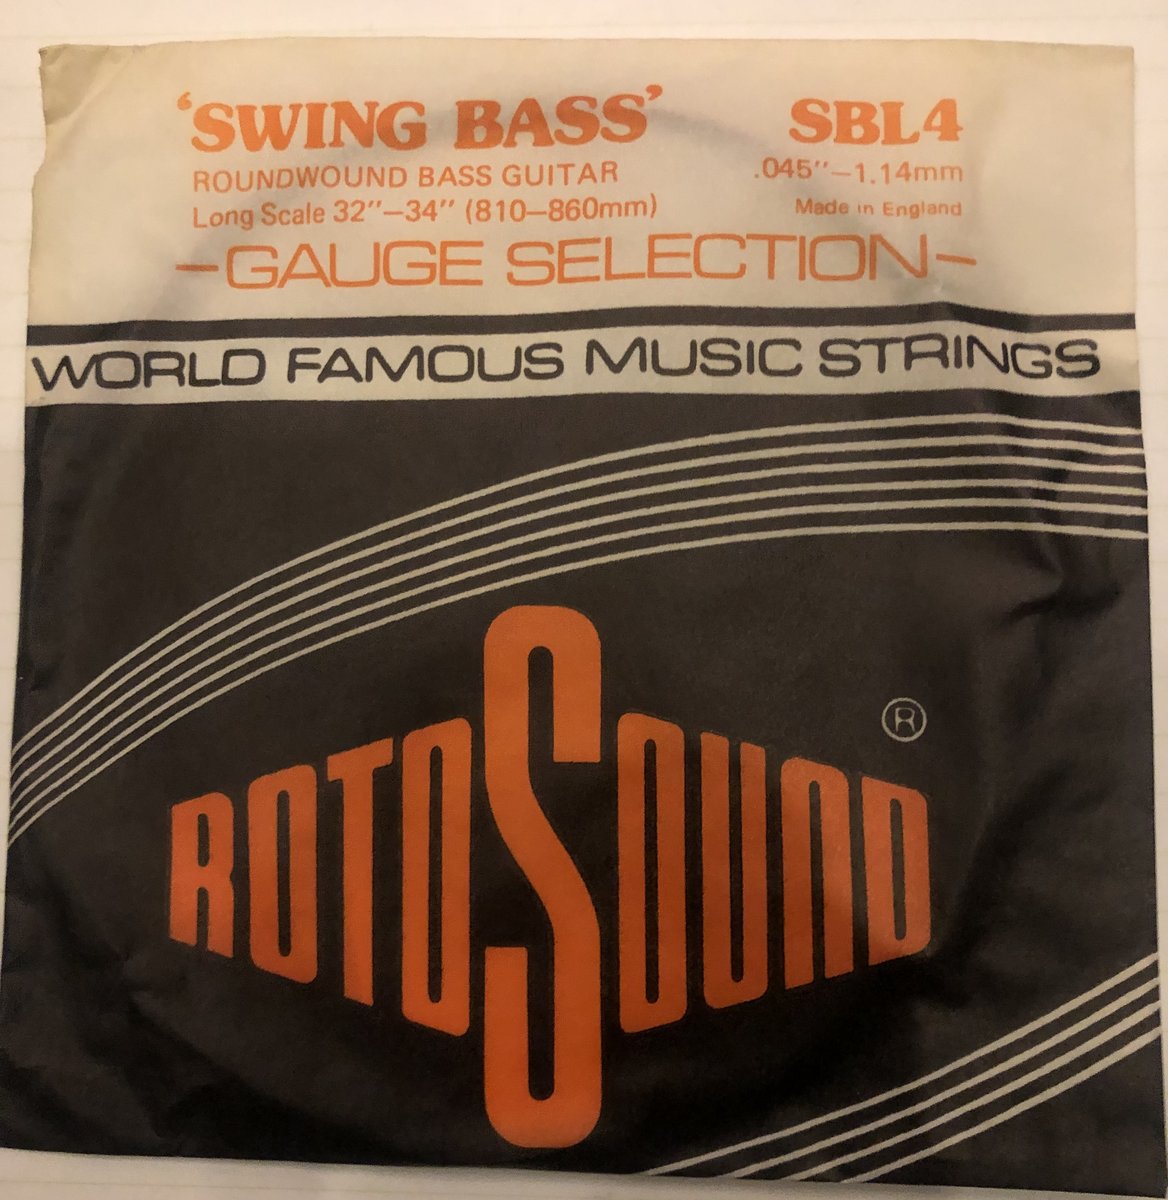 'SWING BASS' SBL4
ROUNDWOUND BASS GUITAR .045"–1.14mm
Long Scale 32"–34" (810–860mm) Made in England
–GAUGE SELECTION–
WORLD FAMOUS MUSIC STRINGS
®
ROTOSOUND